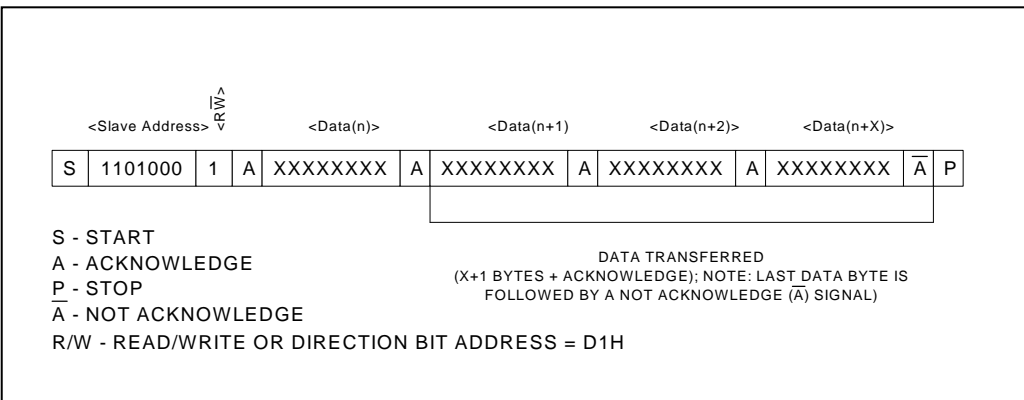 <Slave Address> <RW̅> <Data(n)> <Data(n+1) <Data(n+2)> <Data(n+X)>
S 1101000 1 A XXXXXXXX A XXXXXXXX A XXXXXXXX A XXXXXXXX A̅ P
S - START
A - ACKNOWLEDGE
P - STOP
A̅ - NOT ACKNOWLEDGE
R/W - READ/WRITE OR DIRECTION BIT ADDRESS = D1H
DATA TRANSFERRED
(X+1 BYTES + ACKNOWLEDGE); NOTE: LAST DATA BYTE IS
FOLLOWED BY A NOT ACKNOWLEDGE (A̅) SIGNAL)